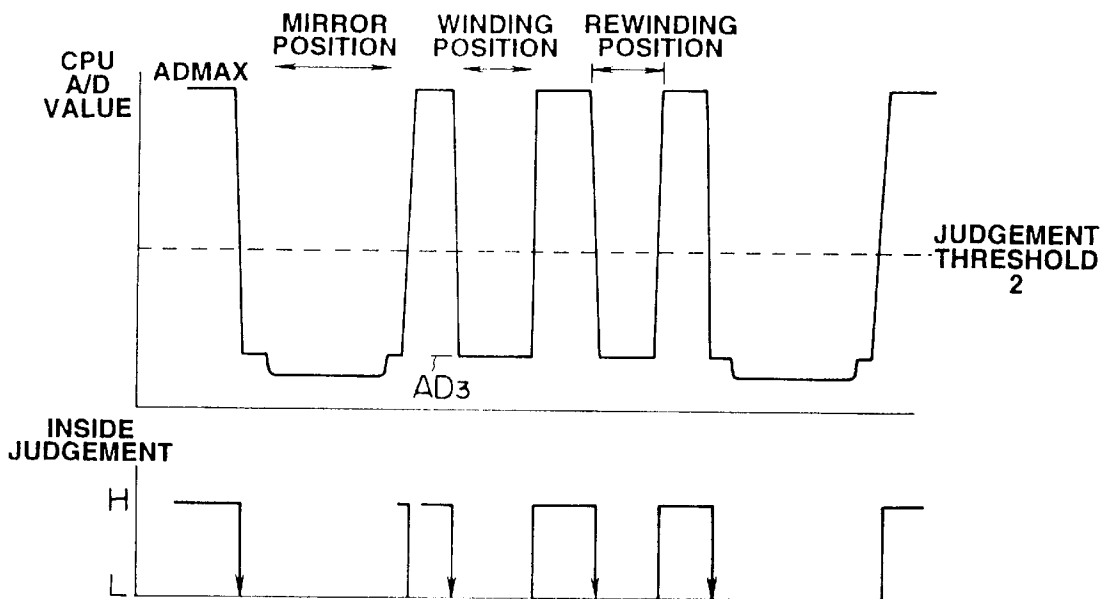 MIRROR
POSITION
WINDING
POSITION
REWINDING
POSITION
CPU
A/D
VALUE
ADMAX
JUDGEMENT
THRESHOLD
2
AD3
INSIDE
JUDGEMENT
H
L